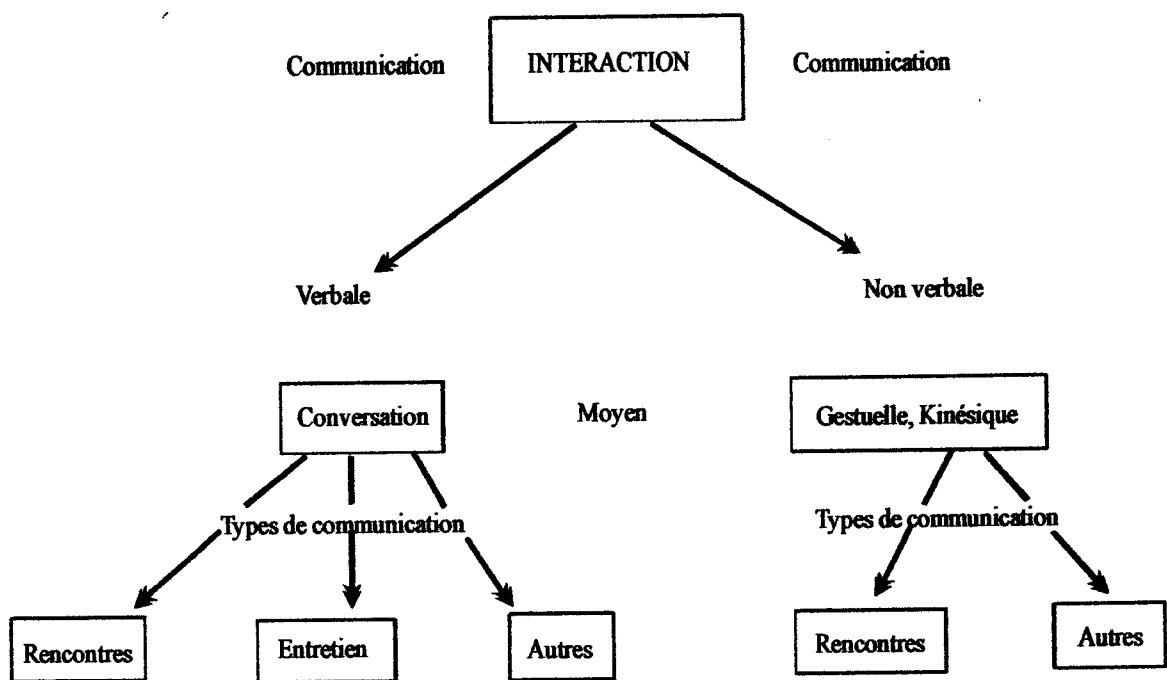 Communication
INTERACTION
Communication
Verbale
Non verbale
Conversation
Moyen
Gestuelle, Kinésique
Types de communication
Types de communication
Rencontres
Entretien
Autres
Rencontres
Autres